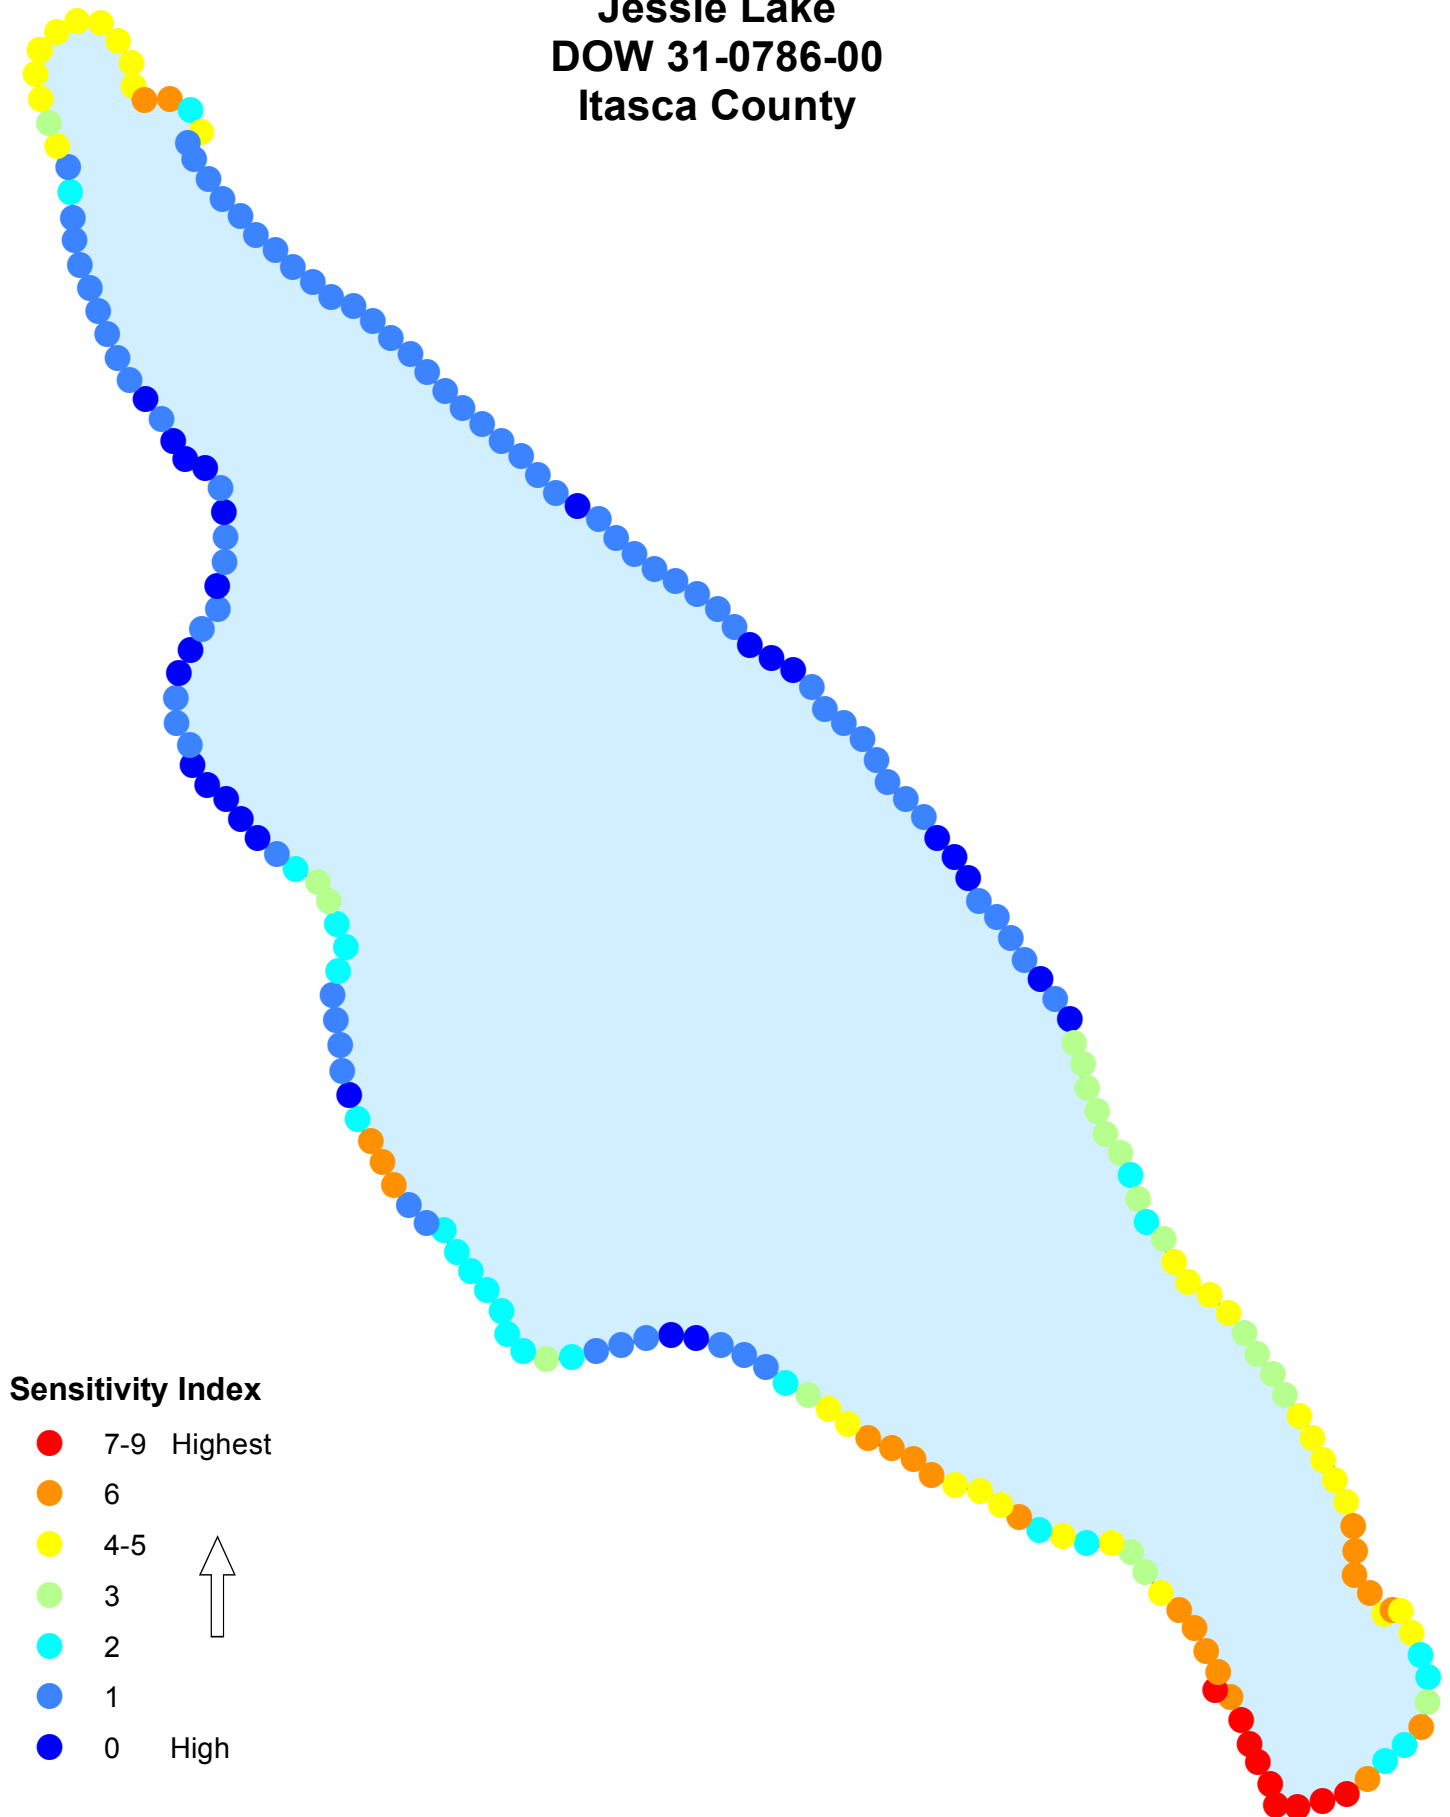 Jessie Lake
DOW 31-0786-00
Itasca County
Sensitivity Index
7-9 Highest
6
4-5
3
2
1
0 High